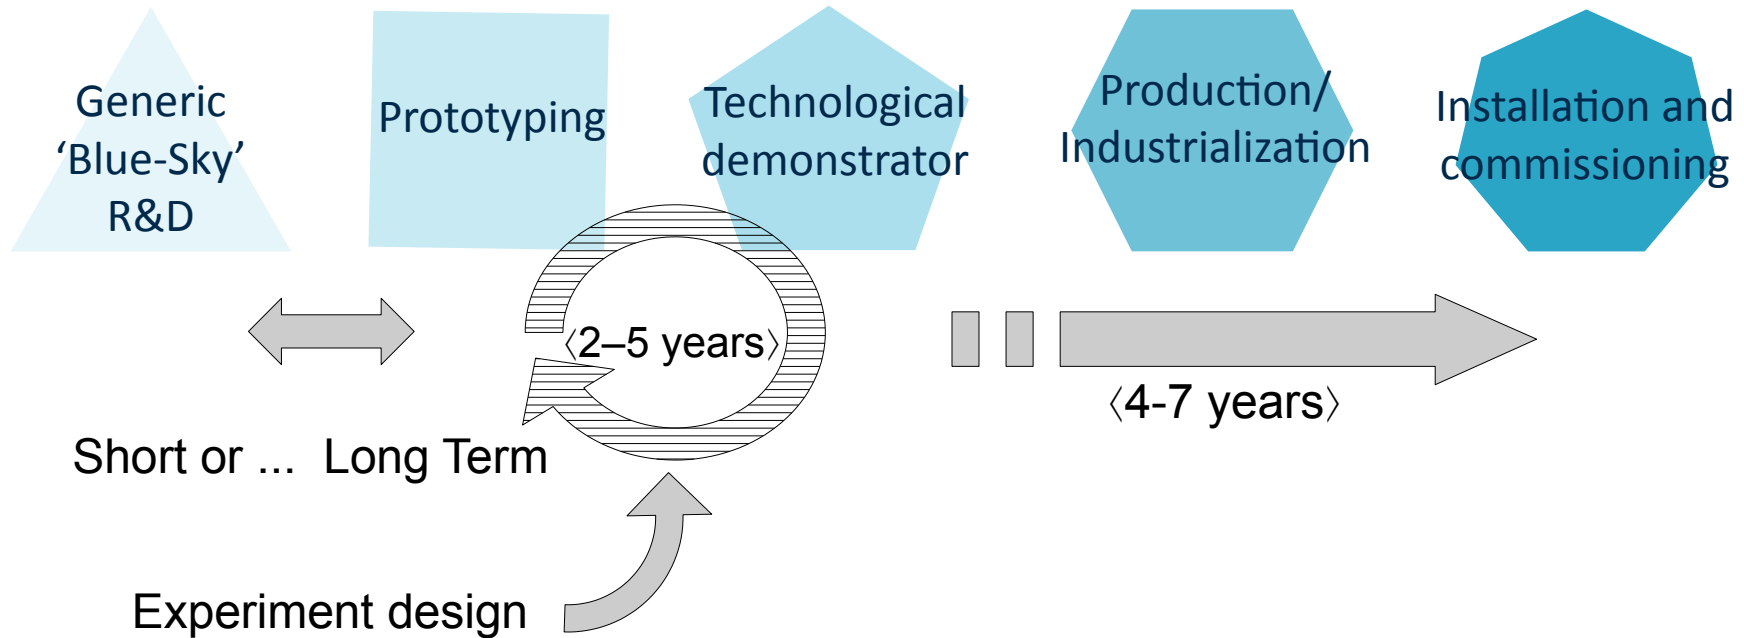 Generic
‘Blue-Sky’
R&D
Prototyping
Technological
demonstrator
Production/
Industrialization
Installation and
commissioning
⟨2–5 years⟩
⟨4-7 years⟩
Short or ... Long Term
Experiment design